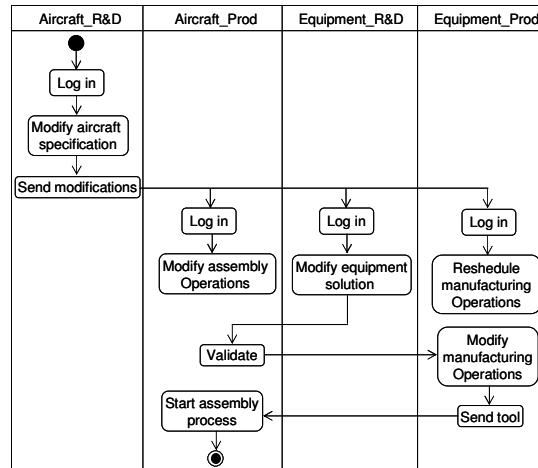 Aircraft_R&D
Aircraft_Prod
Equipment_R&D
Equipment_Prod
Log in
Modify aircraft
specification
Send modifications
Log in
Log in
Log in
Modify assembly
Operations
Modify equipment
solution
Reshedule
manufacturing
Operations
Validate
Modify
manufacturing
Operations
Start assembly
process
Send tool